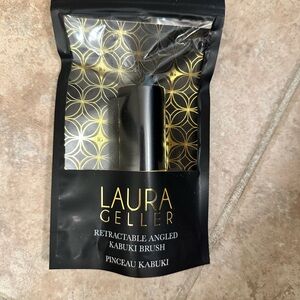 LAURA
GELLER
RETRACTABLE ANGLED
KABUKI BRUSH
PINCEAU KABUKI